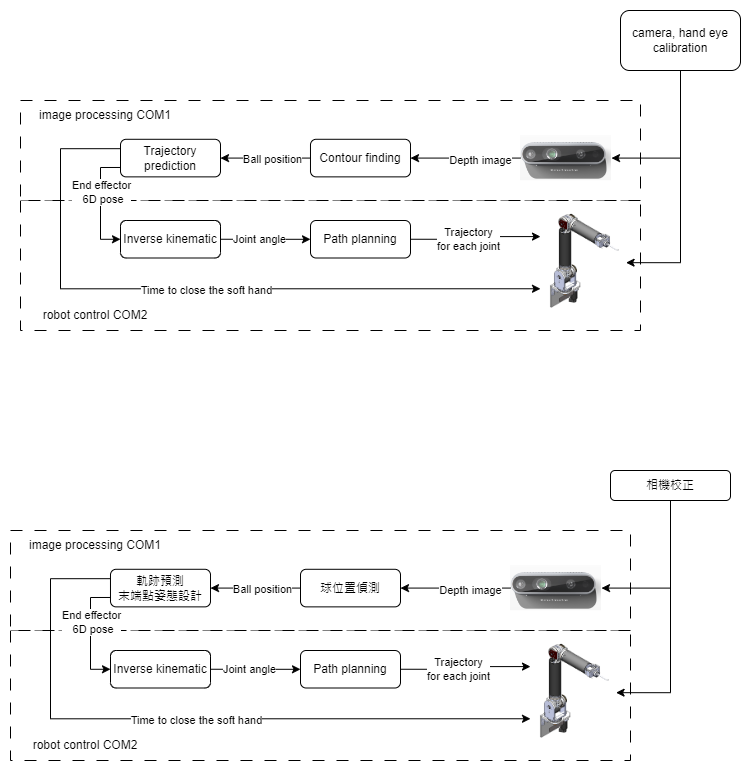 camera, hand eye
calibration
image processing COM1
Trajectory
prediction
Ball position
Contour finding
Depth image
End effector
6D pose
Inverse kinematic
Joint angle
Path planning
Trajectory
for each joint
Time to close the soft hand
robot control COM2
相機校正
image processing COM1
軌跡預測
末端點姿態設計
Ball position
球位置偵測
Depth image
End effector
6D pose
Inverse kinematic
Joint angle
Path planning
Trajectory
for each joint
Time to close the soft hand
robot control COM2